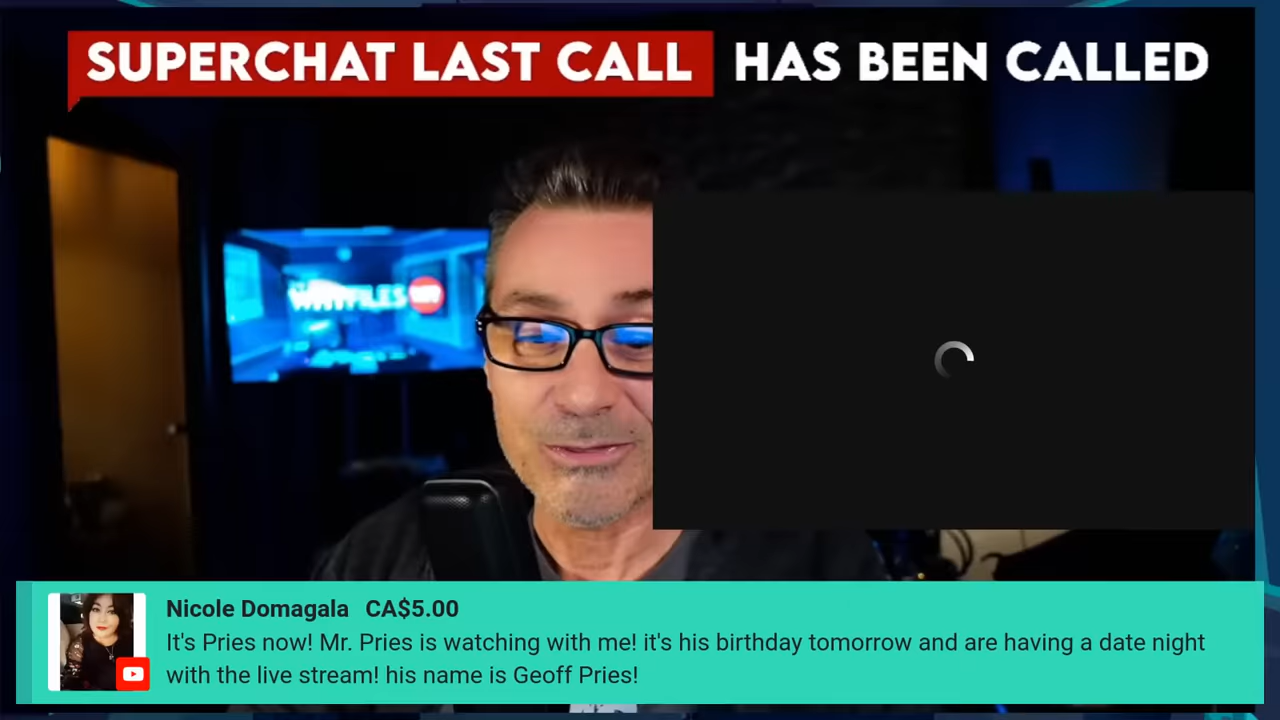 SUPERCHAT LAST CALL HAS BEEN CALLED
Nicole Domagala CA$5.00
It's Pries now! Mr. Pries is watching with me! it's his birthday tomorrow and are having a date night
with the live stream! his name is Geoff Pries!